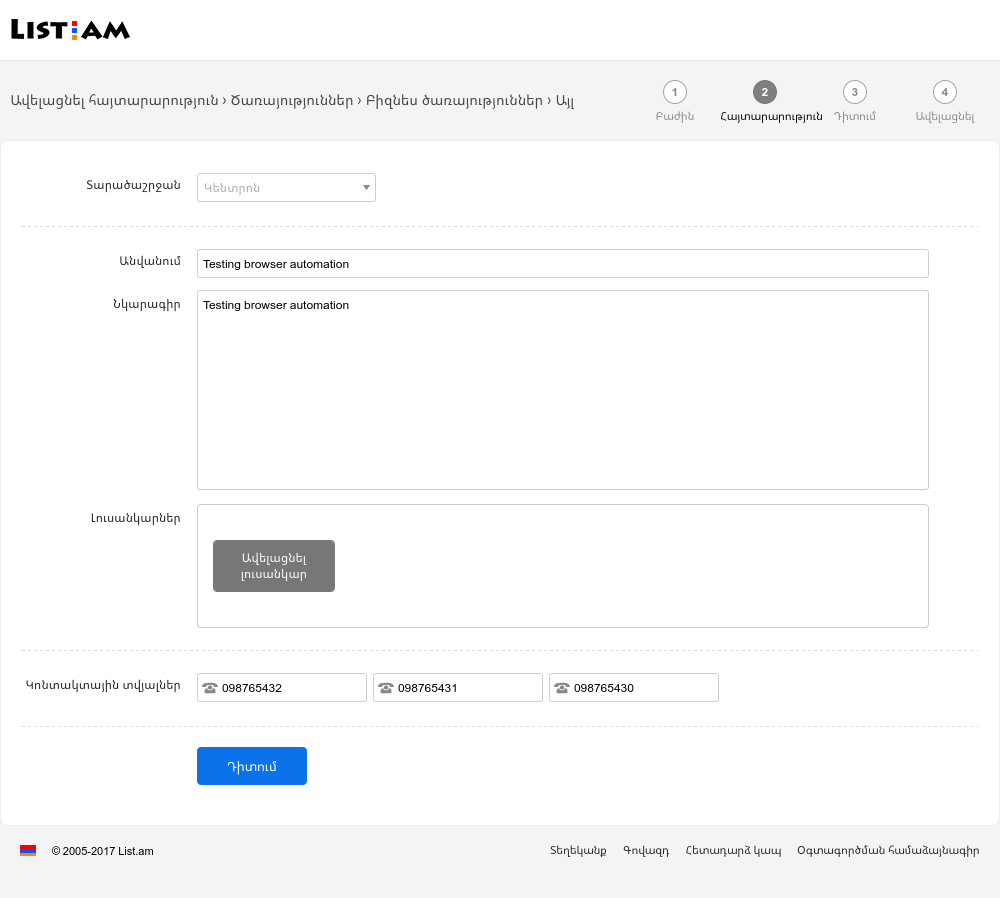 LIST:AM
Ավելացնել հայտարարություն › Ծառայություններ › Բիզնես ծառայություններ › Այլ
1 2 3 4
Բաժին Հայտարարություն Դիտում Ավելացնել
Տարածաշրջան Կենտրոն
Անվանում Testing browser automation
Նկարագիր Testing browser automation
Լուսանկարներ
Ավելացնել
լուսանկար
Կոնտակտային տվյալներ 098765432 098765431 098765430
Դիտում
© 2005-2017 List.am Տեղեկանք Գովազդ Հետադարձ կապ Օգտագործման համաձայնագիր